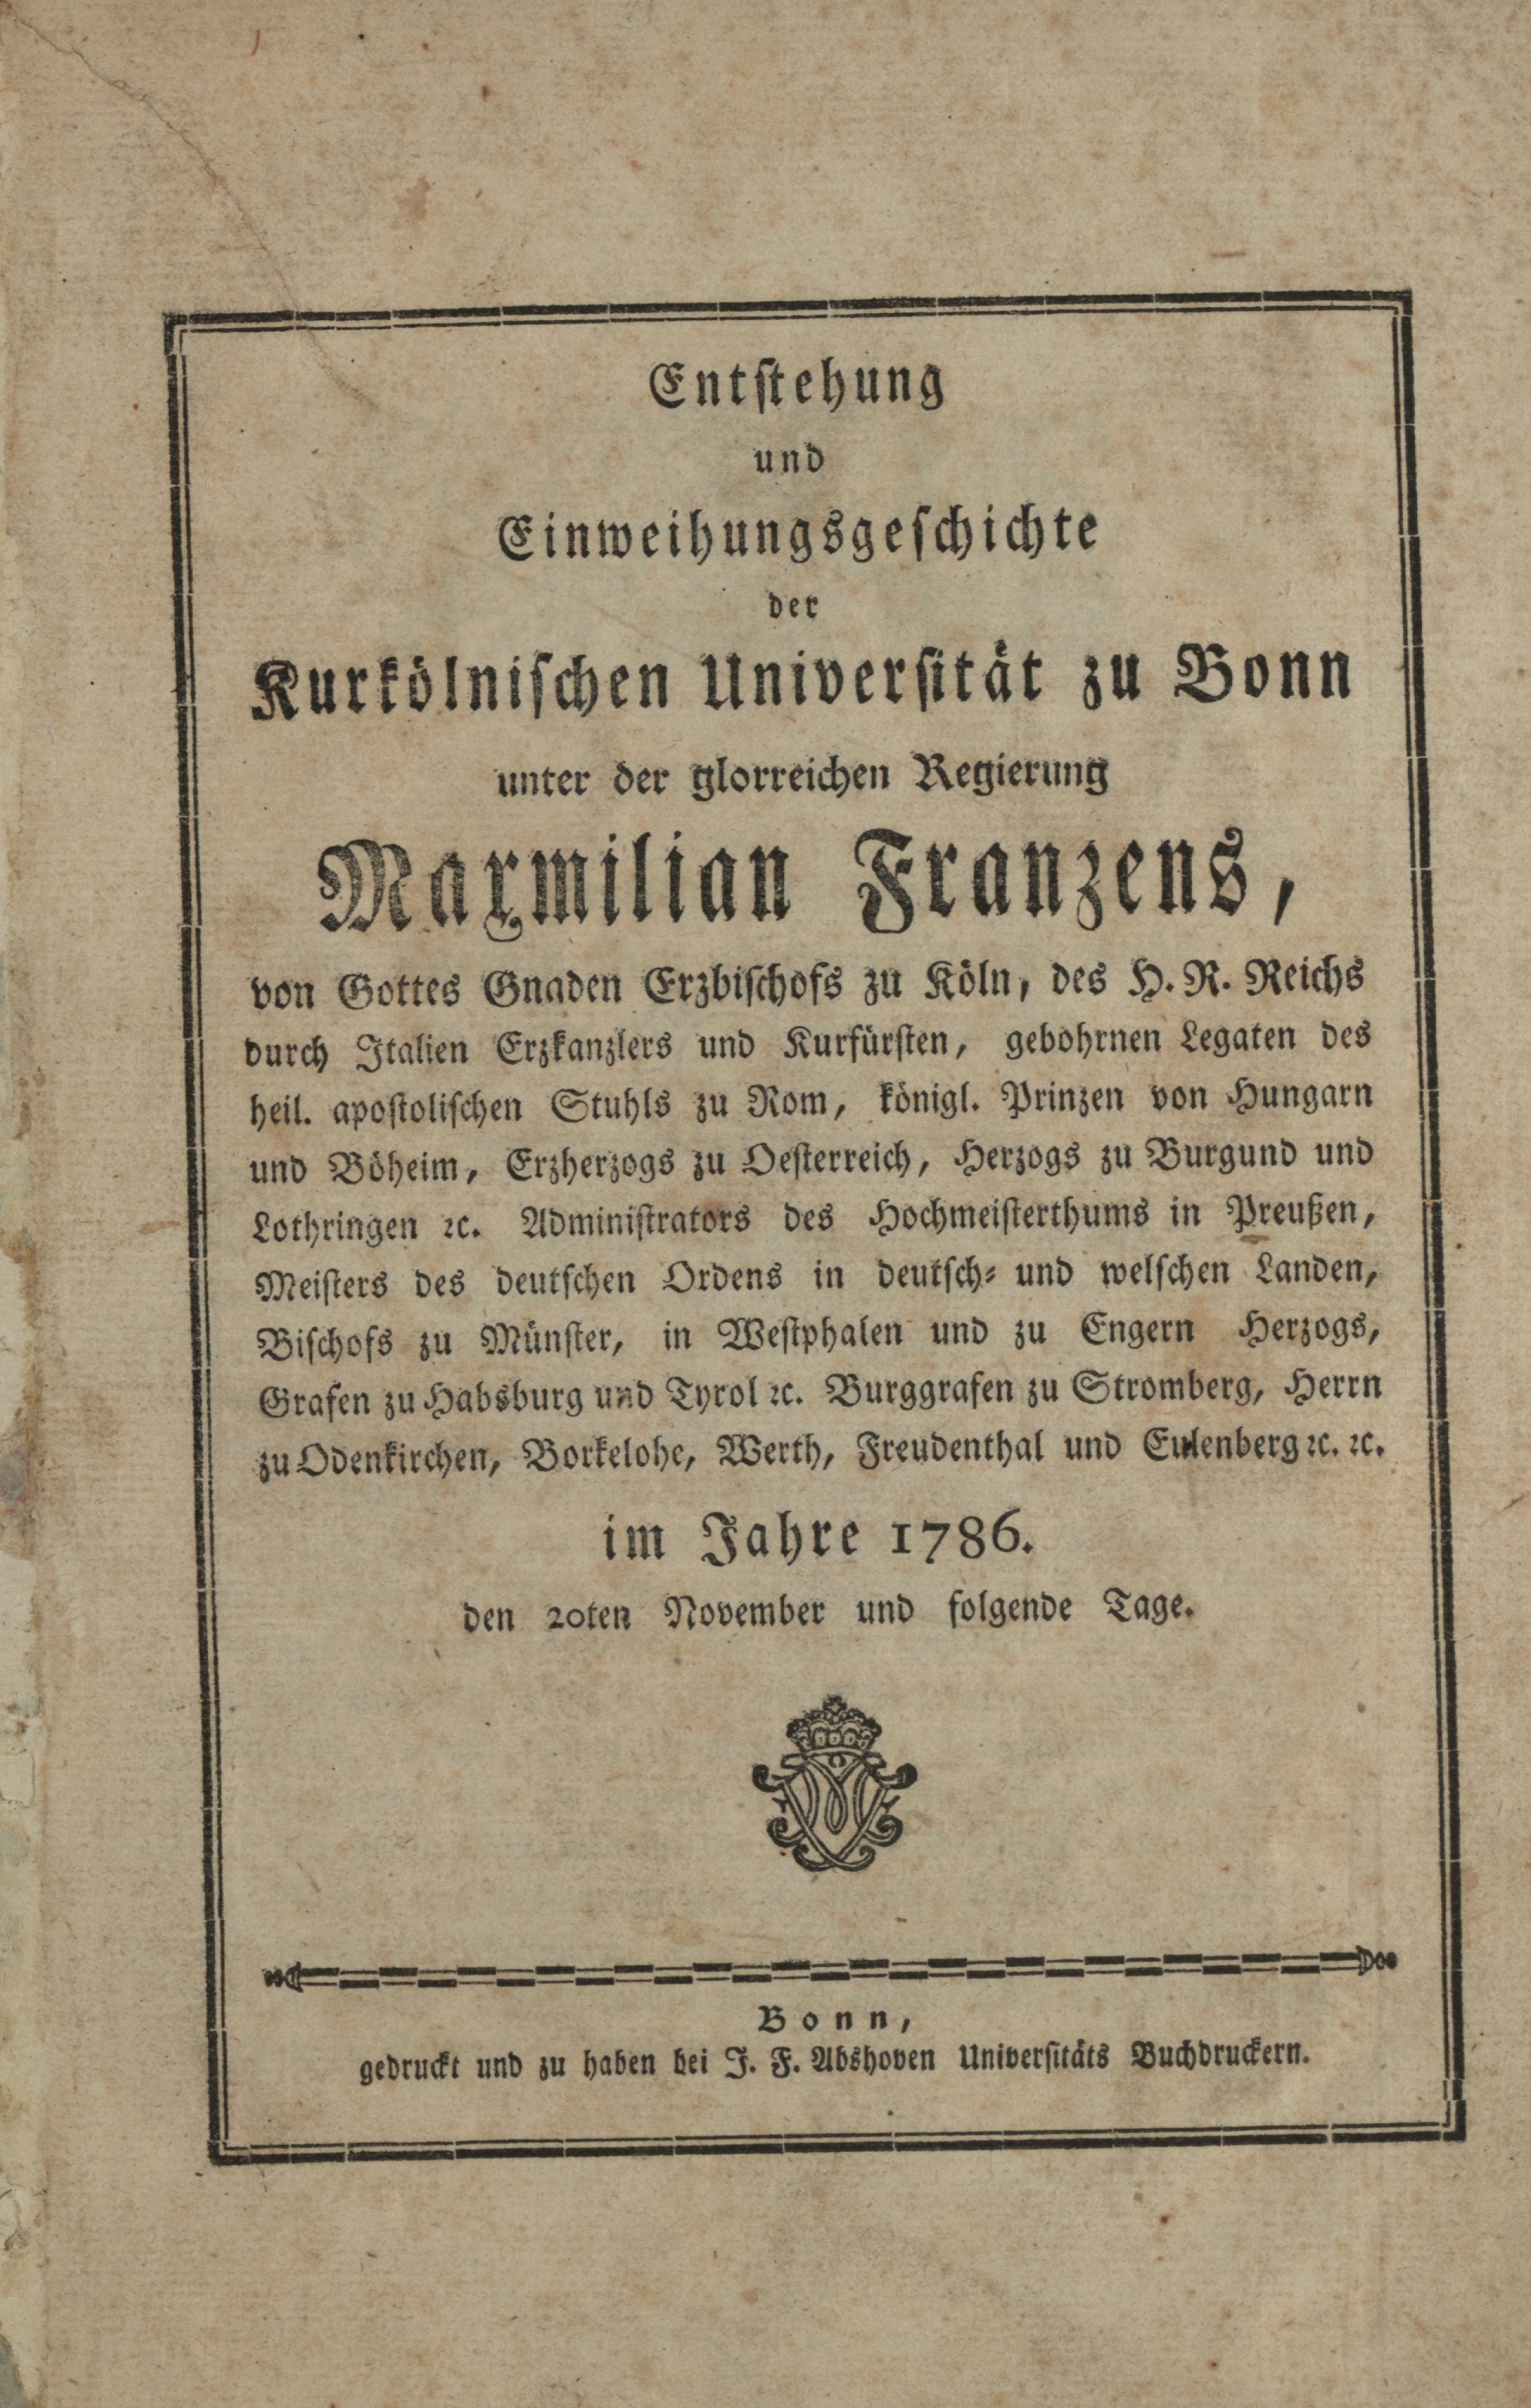 Entstehung
und
Einweihungsgeschichte
der
Kurkölnischen Universität zu Bonn
unter der glorreichen Regierung
Maxmilian Franzens,
von Gottes Gnaden Erzbischofs zu Köln, des H. R. Reichs
durch Italien Erzkanzlers und Kurfürsten, gebohrnen Legaten des
heil. apostolischen Stuhls zu Rom, königl. Prinzen von Hungarn
und Böheim, Erzherzogs zu Oesterreich, Herzogs zu Burgund und
Lothringen ꝛc. Administrators des Hochmeisterthums in Preußen,
Meisters des deutschen Ordens in deutsch- und welschen Landen,
Bischofs zu Münster, in Westphalen und zu Engern Herzogs,
Grafen zu Habsburg und Tyrol ꝛc. Burggrafen zu Stromberg, Herrn
zu Odenkirchen, Borkelohe, Werth, Freudenthal und Eulenberg ꝛc. ꝛc.
im Jahre 1786.
den 20ten November und folgende Tage.
Bonn,
gedruckt und zu haben bei J. F. Abshoven Universitäts Buchdruckern.